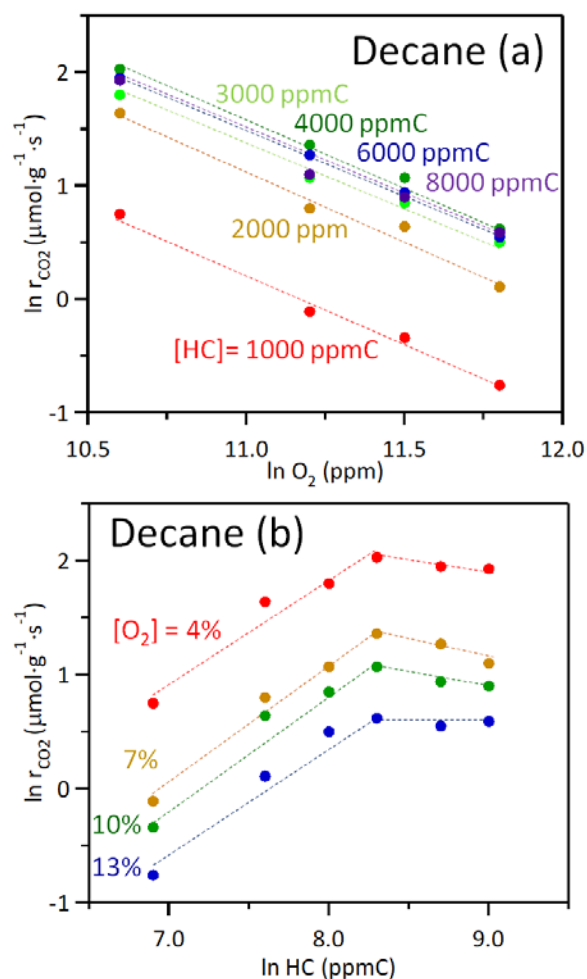 Decane (a)
2
3000 ppmC
4000 ppmC
6000 ppmC
8000 ppmC
1
2000 ppm
0
[HC]= 1000 ppmC
-1
ln r_CO2 (µmol·g⁻¹·s⁻¹)
10.5 11.0 11.5 12.0
ln O₂ (ppm)
Decane (b)
2
[O₂] = 4%
1
7%
0
10%
13%
-1
ln r_CO2 (µmol·g⁻¹·s⁻¹)
7.0 8.0 9.0
ln HC (ppmC)